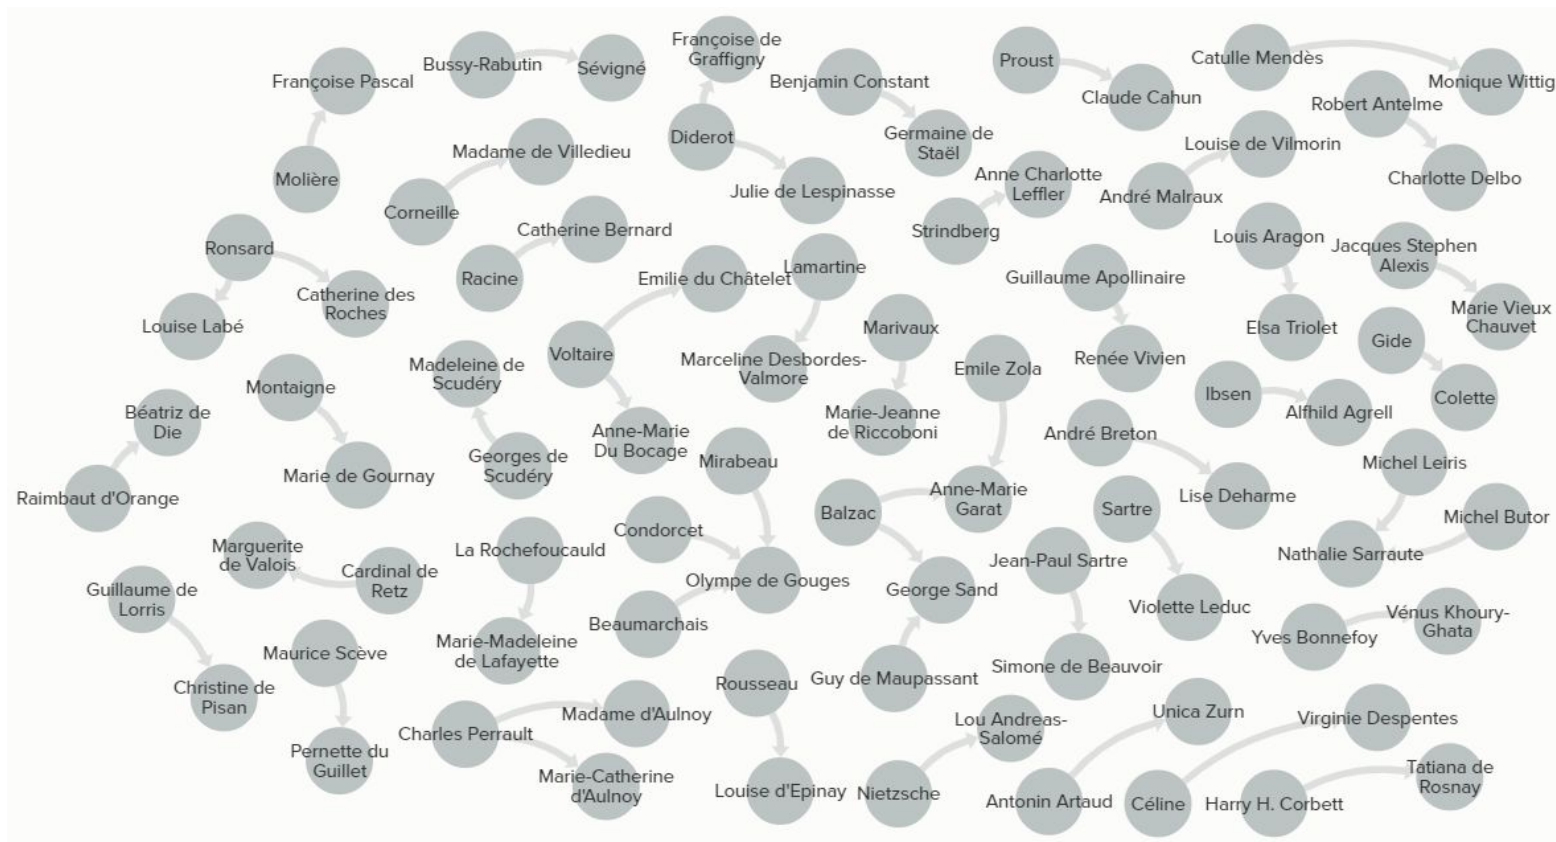 Françoise de
Graffigny
Bussy-Rabutin
Sévigné
Françoise Pascal
Benjamin Constant
Proust
Claude Cahun
Catulle Mendès
Monique Wittig
Robert Antelme
Diderot
Germaine de
Staël
Louise de Vilmorin
Madame de Villedieu
Molière
Julie de Lespinasse
Anne Charlotte
Leffler
André Malraux
Charlotte Delbo
Corneille
Catherine Bernard
Strindberg
Louis Aragon
Jacques Stephen
Alexis
Ronsard
Racine
Emilie du Châtelet
Lamartine
Guillaume Apollinaire
Catherine des
Roches
Louise Labé
Marivaux
Elsa Triolet
Marie Vieux
Chauvet
Gide
Voltaire
Madeleine de
Scudéry
Marceline Desbordes-
Valmore
Emile Zola
Renée Vivien
Montaigne
Ibsen
Colette
Béatriz de
Die
Marie-Jeanne
de Riccoboni
Alfhild Agrell
Anne-Marie
Du Bocage
André Breton
Georges de
Scudéry
Mirabeau
Michel Leiris
Marie de Gournay
Raimbaut d'Orange
Anne-Marie
Garat
Lise Deharme
Balzac
Sartre
Michel Butor
Condorcet
La Rochefoucauld
Marguerite
de Valois
Nathalie Sarraute
Jean-Paul Sartre
Cardinal de
Retz
Olympe de Gouges
Guillaume de
Lorris
George Sand
Violette Leduc
Vénus Khoury-
Ghata
Beaumarchais
Yves Bonnefoy
Marie-Madeleine
de Lafayette
Maurice Scève
Simone de Beauvoir
Guy de Maupassant
Rousseau
Christine de
Pisan
Madame d'Aulnoy
Unica Zurn
Virginie Despentes
Lou Andreas-
Salomé
Charles Perrault
Pernette du
Guillet
Marie-Catherine
d'Aulnoy
Tatiana de
Rosnay
Louise d'Epinay
Nietzsche
Antonin Artaud
Céline
Harry H. Corbett